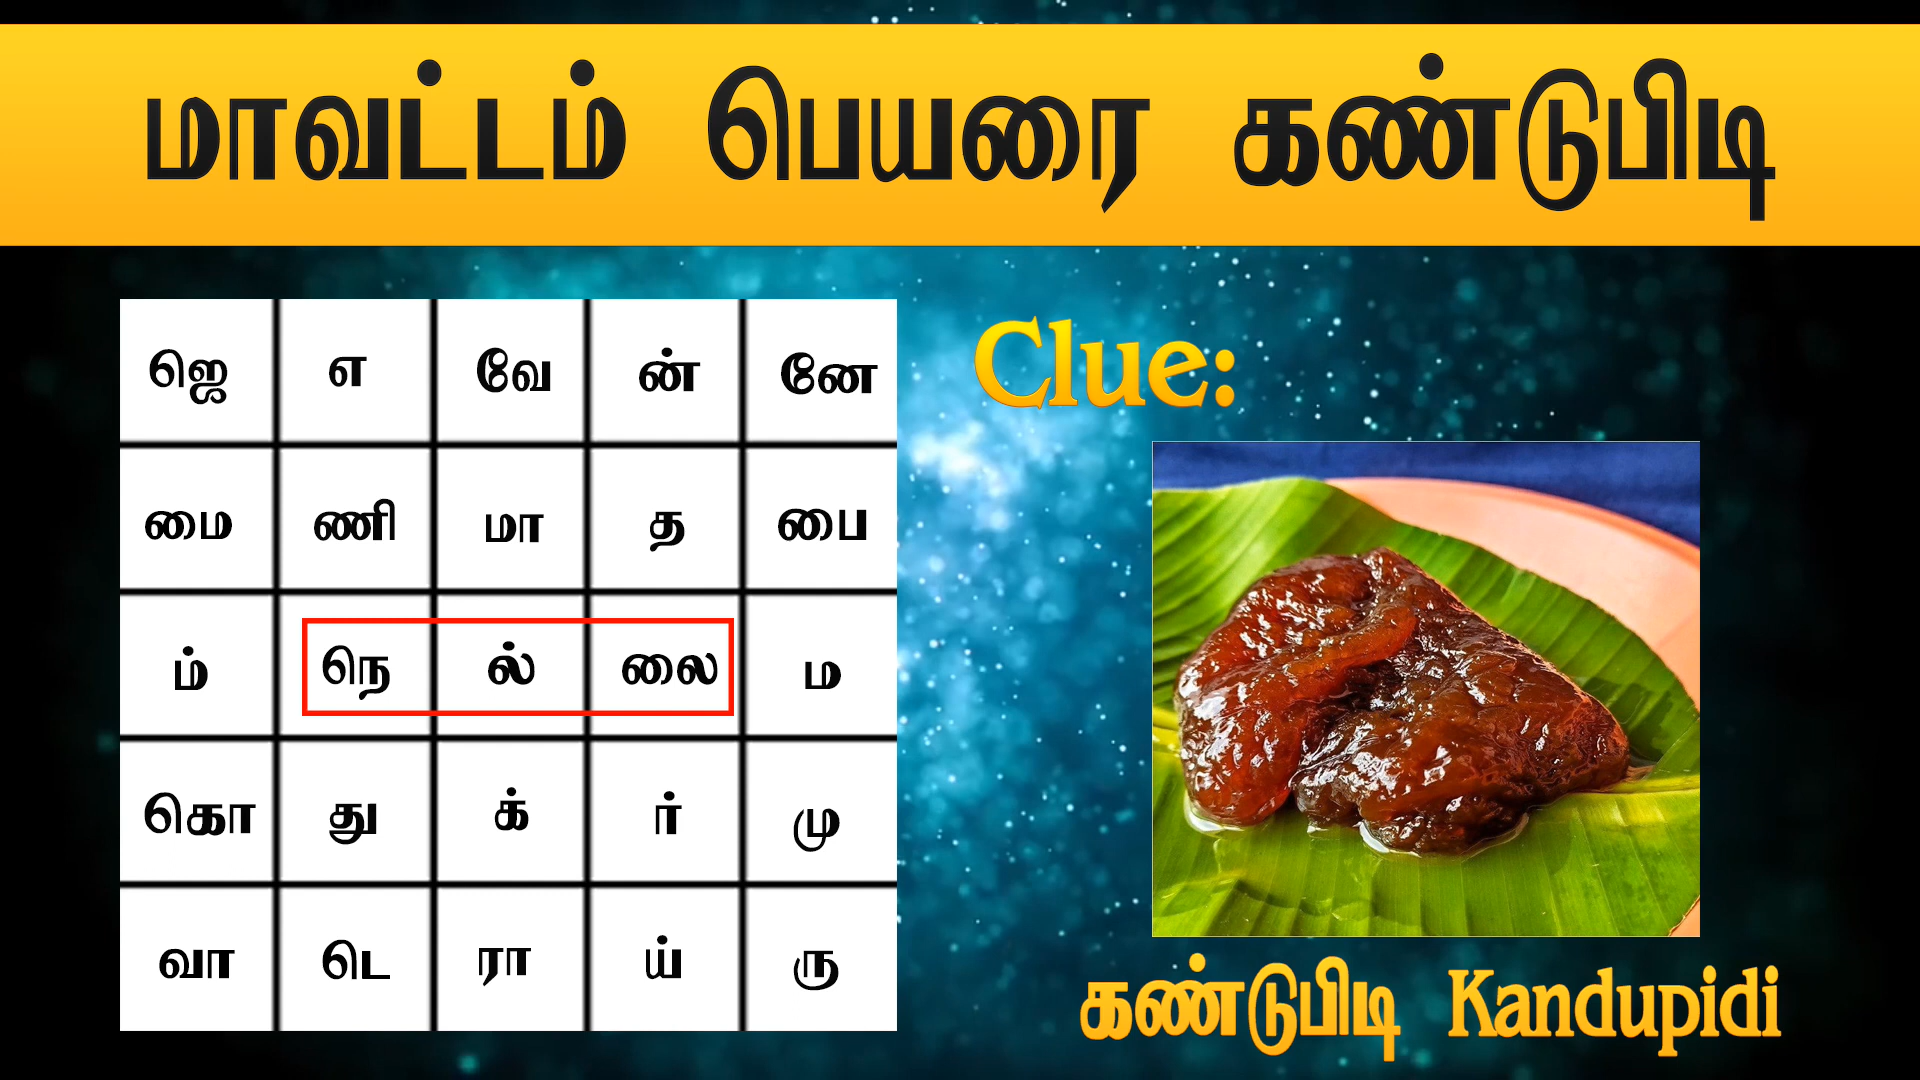 மாவட்டம் பெயரை கண்டுபிடி
ஜெ எ வே ன் னே
மை ணி மா த பை
ம் நெ ல் லை ம
கொ து க் ர் மு
வா டெ ரா ய் ரு
Clue:
கண்டுபிடி Kandupidi